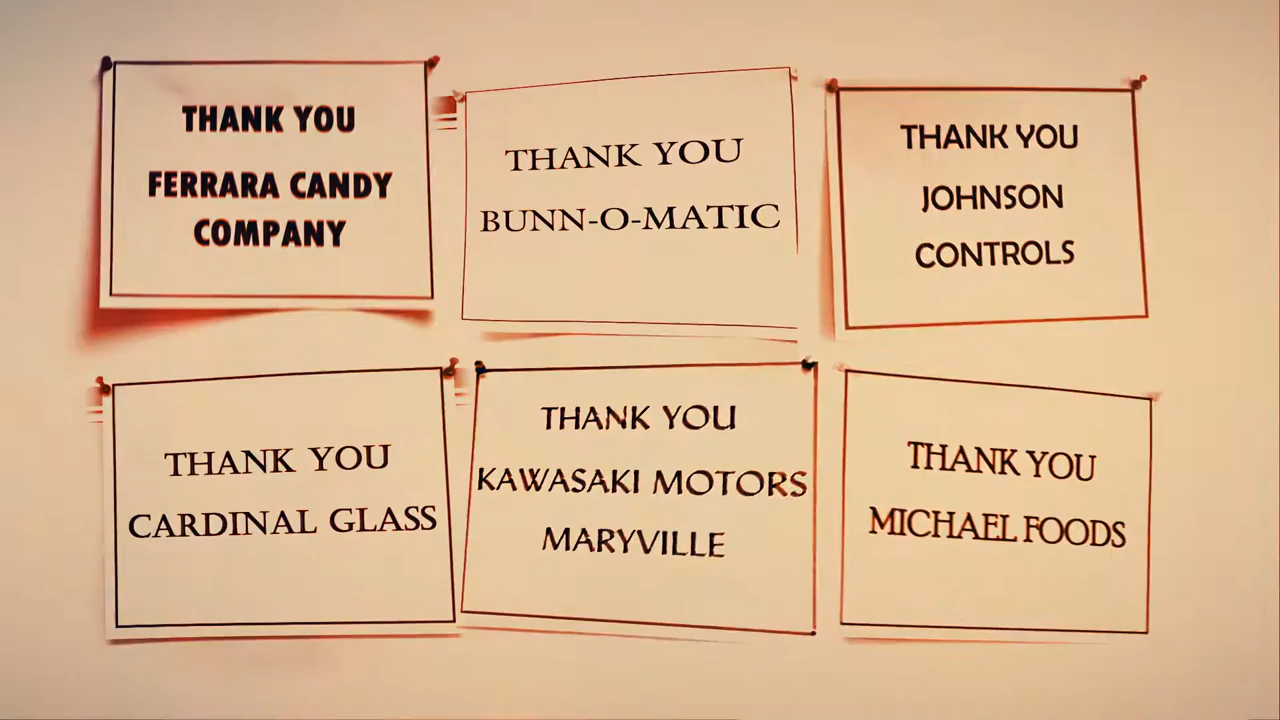 THANK YOU
FERRARA CANDY
COMPANY
THANK YOU
BUNN-O-MATIC
THANK YOU
JOHNSON
CONTROLS
THANK YOU
CARDINAL GLASS
THANK YOU
KAWASAKI MOTORS
MARYVILLE
THANK YOU
MICHAEL FOODS